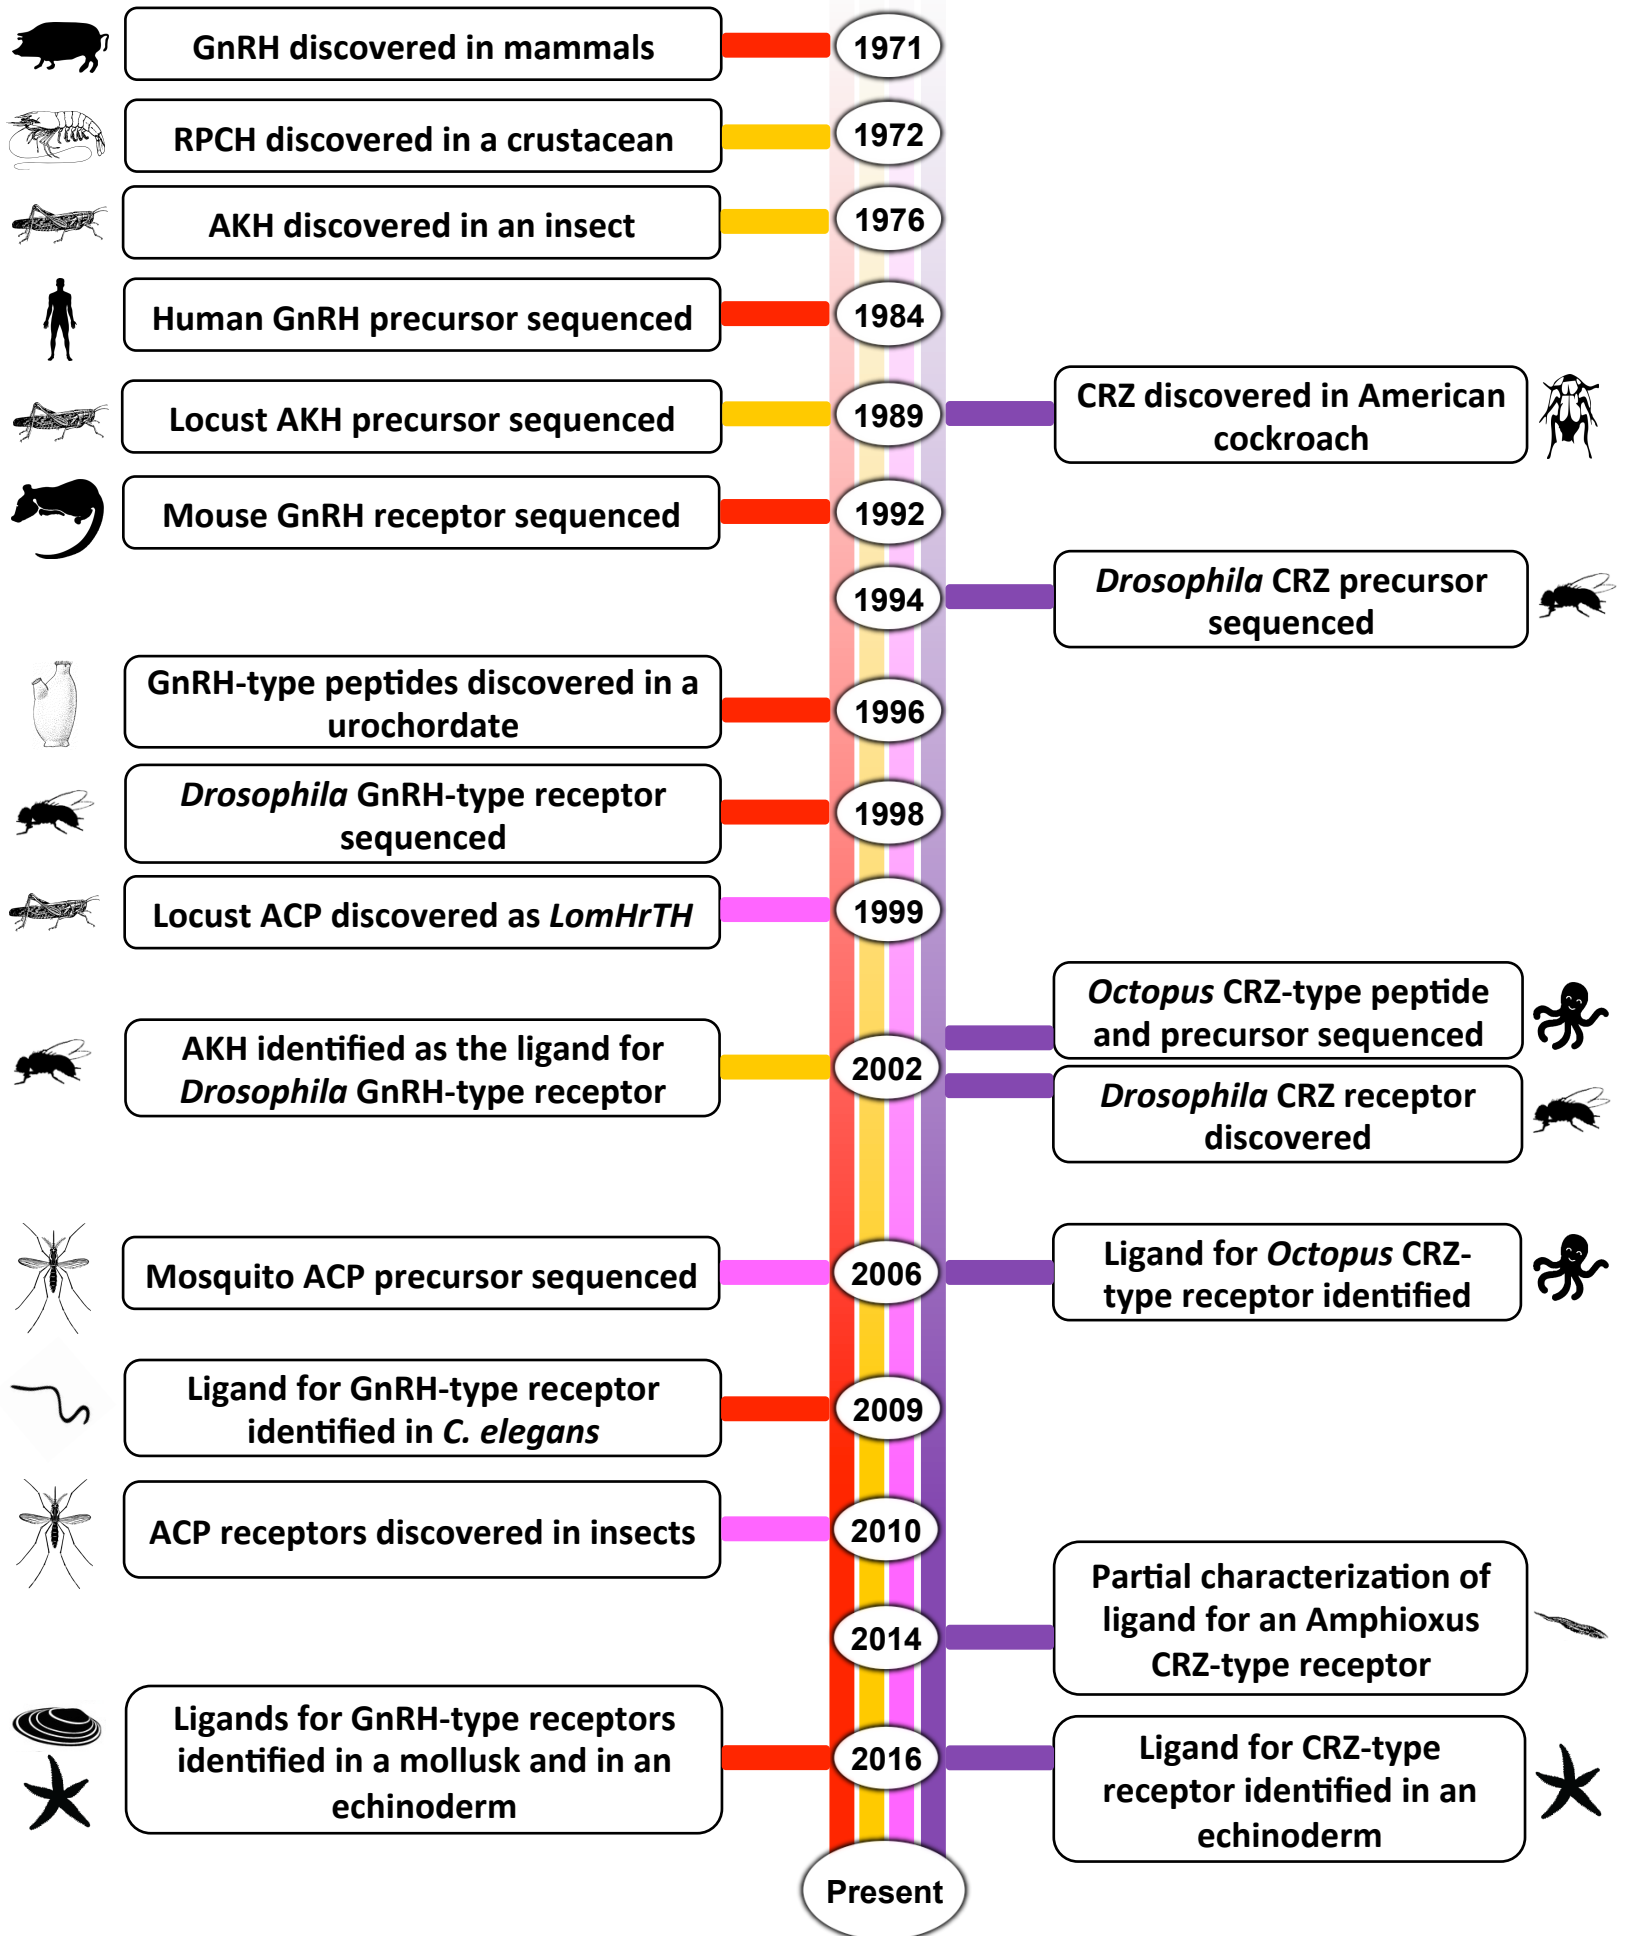 GnRH discovered in mammals
1971
RPCH discovered in a crustacean
1972
AKH discovered in an insect
1976
Human GnRH precursor sequenced
1984
Locust AKH precursor sequenced
1989
CRZ discovered in American
cockroach
Mouse GnRH receptor sequenced
1992
1994
Drosophila CRZ precursor
sequenced
GnRH-type peptides discovered in a
urochordate
1996
Drosophila GnRH-type receptor
sequenced
1998
Locust ACP discovered as LomHrTH
1999
AKH identified as the ligand for
Drosophila GnRH-type receptor
2002
Octopus CRZ-type peptide
and precursor sequenced
Drosophila CRZ receptor
discovered
Mosquito ACP precursor sequenced
2006
Ligand for Octopus CRZ-
type receptor identified
Ligand for GnRH-type receptor
identified in C. elegans
2009
ACP receptors discovered in insects
2010
2014
Partial characterization of
ligand for an Amphioxus
CRZ-type receptor
Ligands for GnRH-type receptors
identified in a mollusk and in an
echinoderm
2016
Ligand for CRZ-type
receptor identified in an
echinoderm
Present